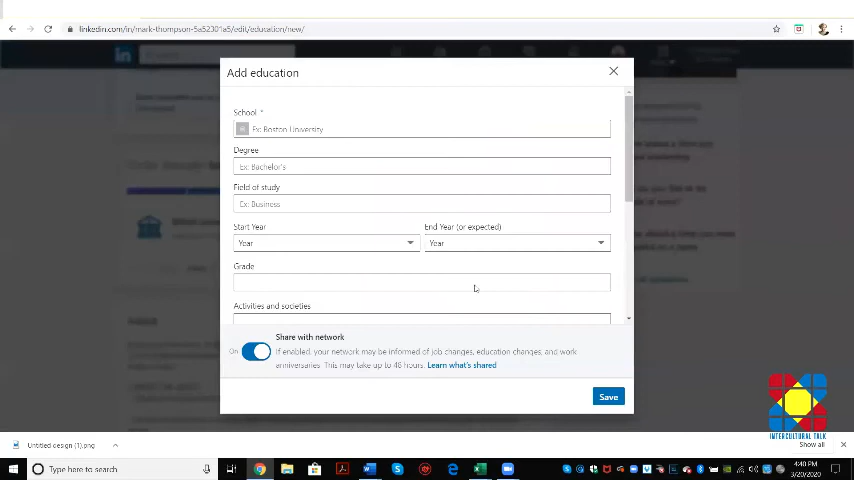 linkedin.com/in/mark-thompson-5a52301a5/edit/education/new/
in
Add education
School *
Ex: Boston University
Degree
Ex: Bachelor's
Field of study
Ex: Business
Start Year
End Year (or expected)
Year
Year
Grade
Activities and societies
On
Share with network
If enabled, your network may be informed of job changes, education changes, and work
anniversaries. This may take up to 48 hours. Learn what's shared
Save
INTERCULTURAL TALK
Untitled design (1).png
Show all
Type here to search
4:40 PM
3/20/2020